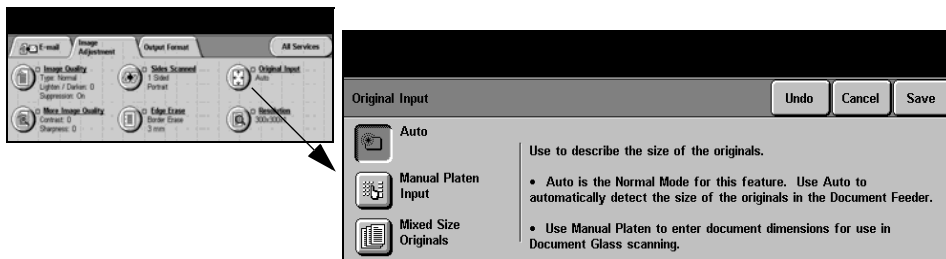 E-mail
Image
Adjustment
Output Format
All Services
Image Quality
Type: Normal
Lighten / Darken: 0
Suppression: On
Sides Scanned
1 Sided
Portrait
Original Input
Auto
More Image Quality
Contrast: 0
Sharpness: 0
Edge Erase
Border Erase
3 mm
Resolution
300x300
Original Input
Undo
Cancel
Save
Auto
Manual Platen
Input
Mixed Size
Originals
Use to describe the size of the originals.
• Auto is the Normal Mode for this feature. Use Auto to
automatically detect the size of the originals in the Document Feeder.
• Use Manual Platen to enter document dimensions for use in
Document Glass scanning.